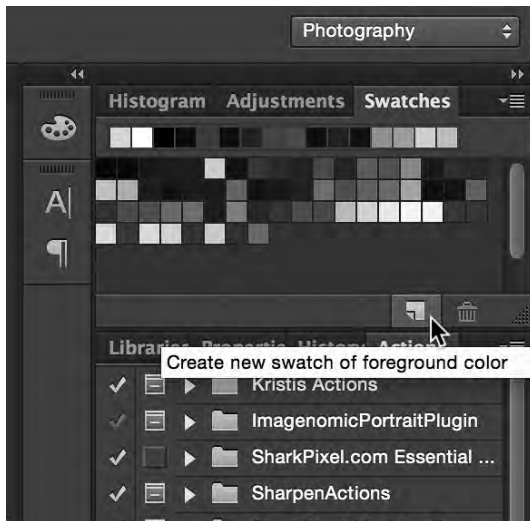 Photography
Histogram Adjustments Swatches
A
Create new swatch of foreground color
Kristis Actions
ImagenomicPortraitPlugin
SharkPixel.com Essential ...
SharpenActions